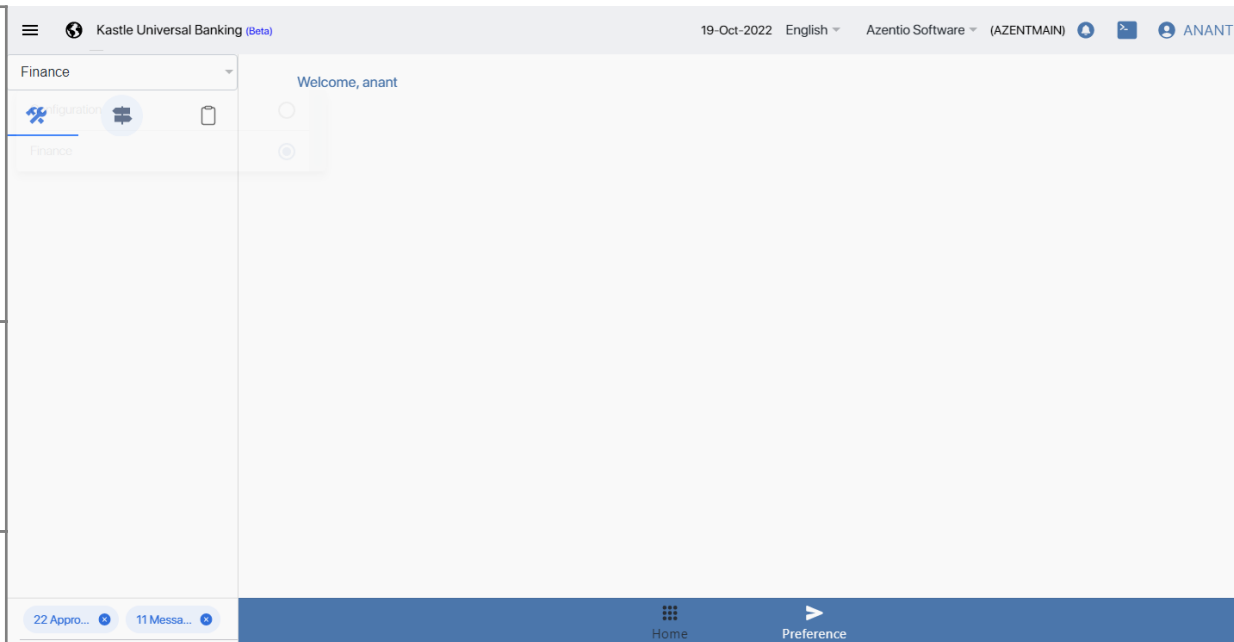 Kastle Universal Banking (Beta) 19-Oct-2022 English Azentio Software (AZENTMAIN) ANANT
Finance
Welcome, anant
Configuration
Finance
22 Appro... 11 Messa...
Home Preference